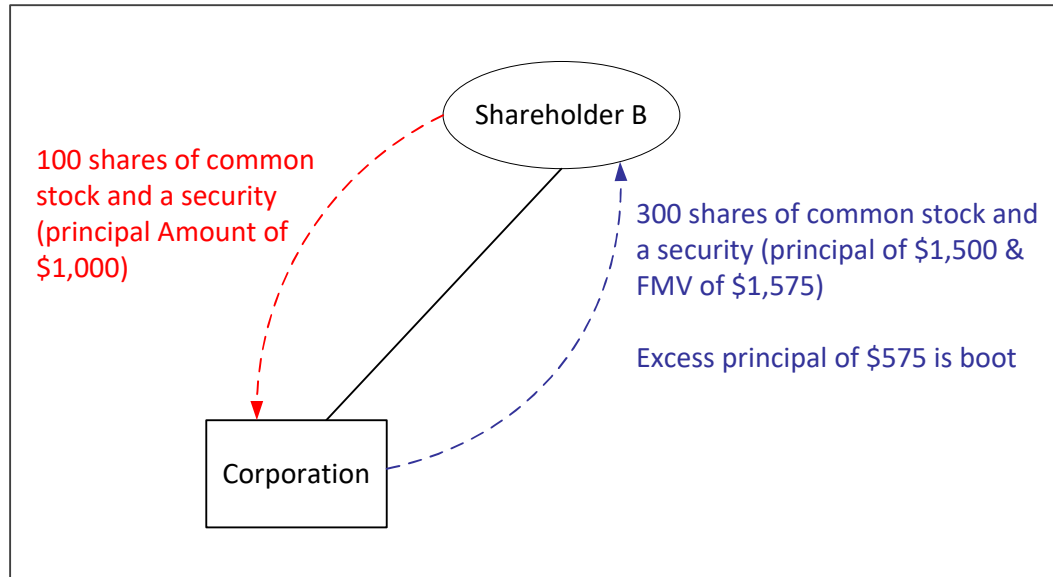 Shareholder B
100 shares of common
stock and a security
(principal Amount of
$1,000)
300 shares of common stock and
a security (principal of $1,500 &
FMV of $1,575)
Excess principal of $575 is boot
Corporation